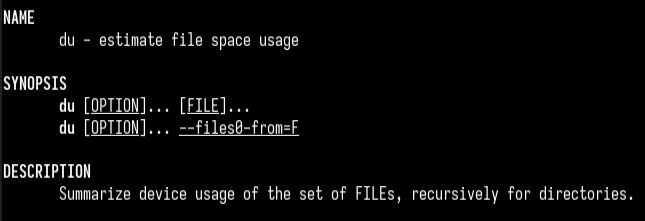 NAME
du - estimate file space usage
SYNOPSIS
du [OPTION]... [FILE]...
du [OPTION]... --files0-from=F
DESCRIPTION
Summarize device usage of the set of FILEs, recursively for directories.